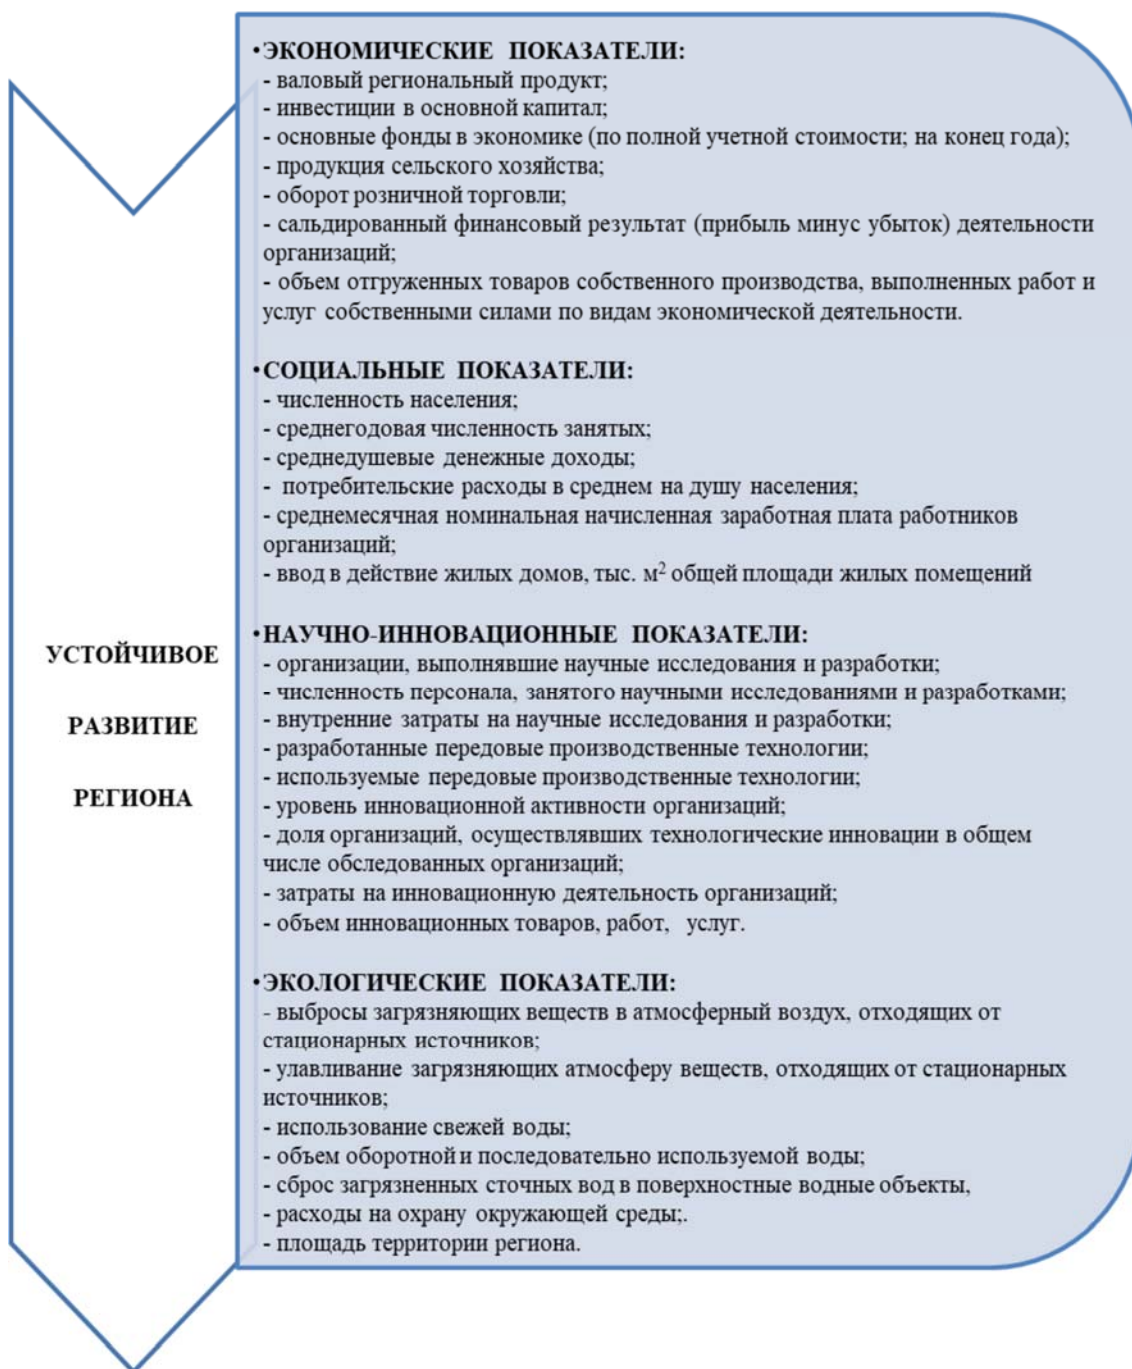 УСТОЙЧИВОЕ
РАЗВИТИЕ
РЕГИОНА
•ЭКОНОМИЧЕСКИЕ ПОКАЗАТЕЛИ:
- валовый региональный продукт;
- инвестиции в основной капитал;
- основные фонды в экономике (по полной учетной стоимости; на конец года);
- продукция сельского хозяйства;
- оборот розничной торговли;
- сальдированный финансовый результат (прибыль минус убыток) деятельности
организаций;
- объем отгруженных товаров собственного производства, выполненных работ и
услуг собственными силами по видам экономической деятельности.
•СОЦИАЛЬНЫЕ ПОКАЗАТЕЛИ:
- численность населения;
- среднегодовая численность занятых;
- среднедушевые денежные доходы;
- потребительские расходы в среднем на душу населения;
- среднемесячная номинальная начисленная заработная плата работников
организаций;
- ввод в действие жилых домов, тыс. м² общей площади жилых помещений
•НАУЧНО-ИННОВАЦИОННЫЕ ПОКАЗАТЕЛИ:
- организации, выполнявшие научные исследования и разработки;
- численность персонала, занятого научными исследованиями и разработками;
- внутренние затраты на научные исследования и разработки;
- разработанные передовые производственные технологии;
- используемые передовые производственные технологии;
- уровень инновационной активности организаций;
- доля организаций, осуществлявших технологические инновации в общем
числе обследованных организаций;
- затраты на инновационную деятельность организаций;
- объем инновационных товаров, работ, услуг.
•ЭКОЛОГИЧЕСКИЕ ПОКАЗАТЕЛИ:
- выбросы загрязняющих веществ в атмосферный воздух, отходящих от
стационарных источников;
- улавливание загрязняющих атмосферу веществ, отходящих от стационарных
источников;
- использование свежей воды;
- объем оборотной и последовательно используемой воды;
- сброс загрязненных сточных вод в поверхностные водные объекты,
- расходы на охрану окружающей среды;.
- площадь территории региона.